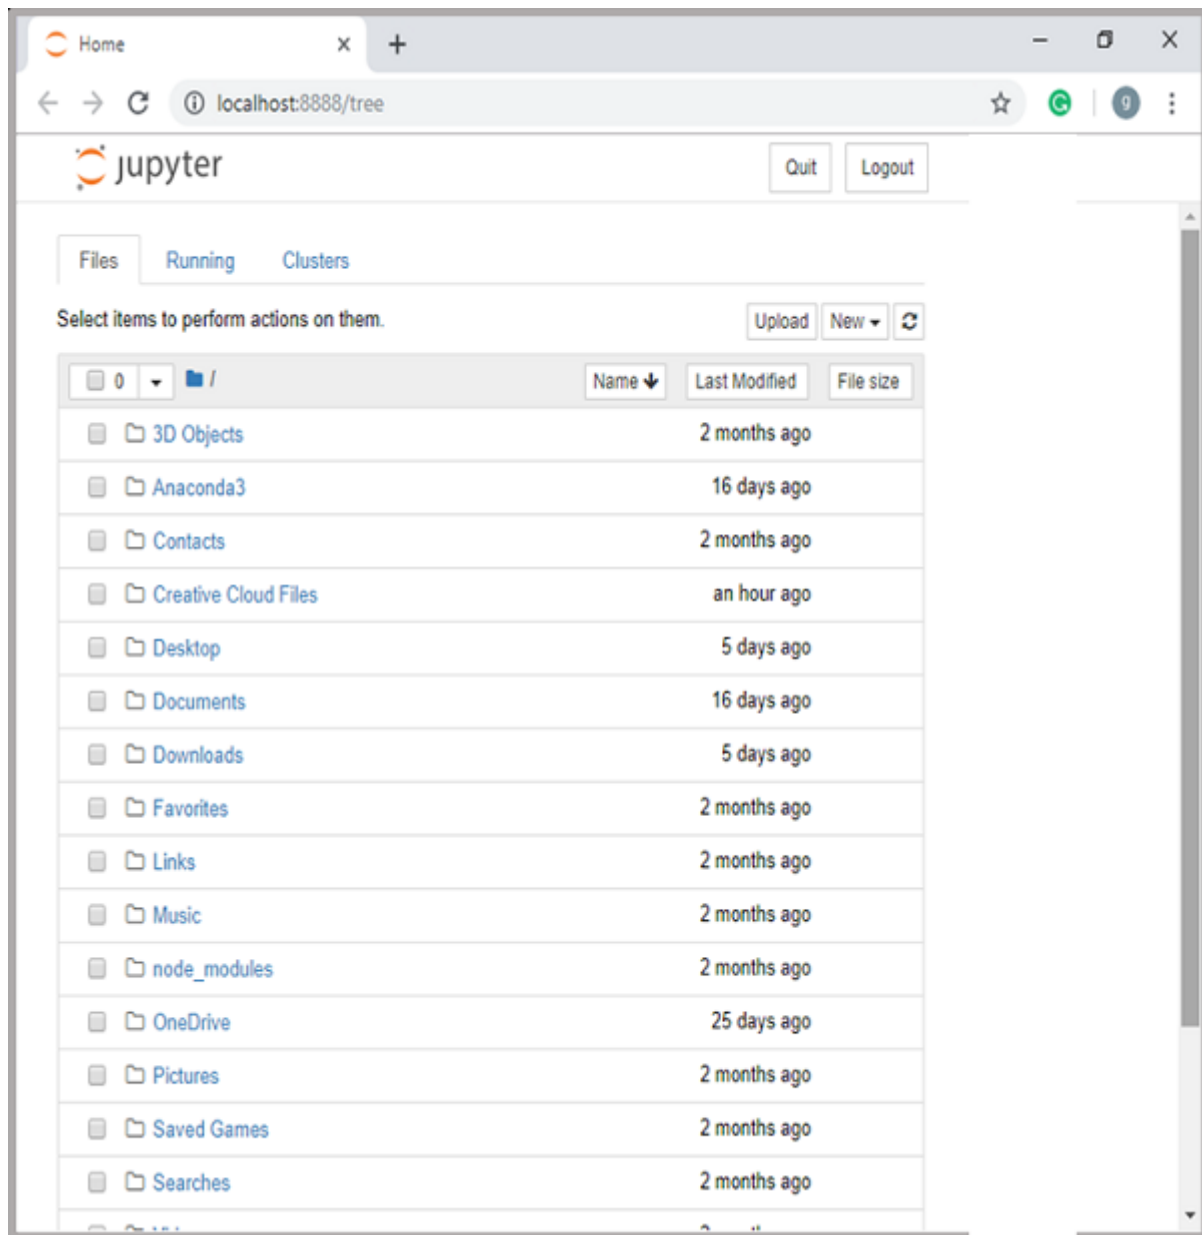 Home
localhost:8888/tree
g
jupyter
Quit Logout
Files Running Clusters
Select items to perform actions on them.
Upload New
0 / Name Last Modified File size
3D Objects 2 months ago
Anaconda3 16 days ago
Contacts 2 months ago
Creative Cloud Files an hour ago
Desktop 5 days ago
Documents 16 days ago
Downloads 5 days ago
Favorites 2 months ago
Links 2 months ago
Music 2 months ago
node_modules 2 months ago
OneDrive 25 days ago
Pictures 2 months ago
Saved Games 2 months ago
Searches 2 months ago